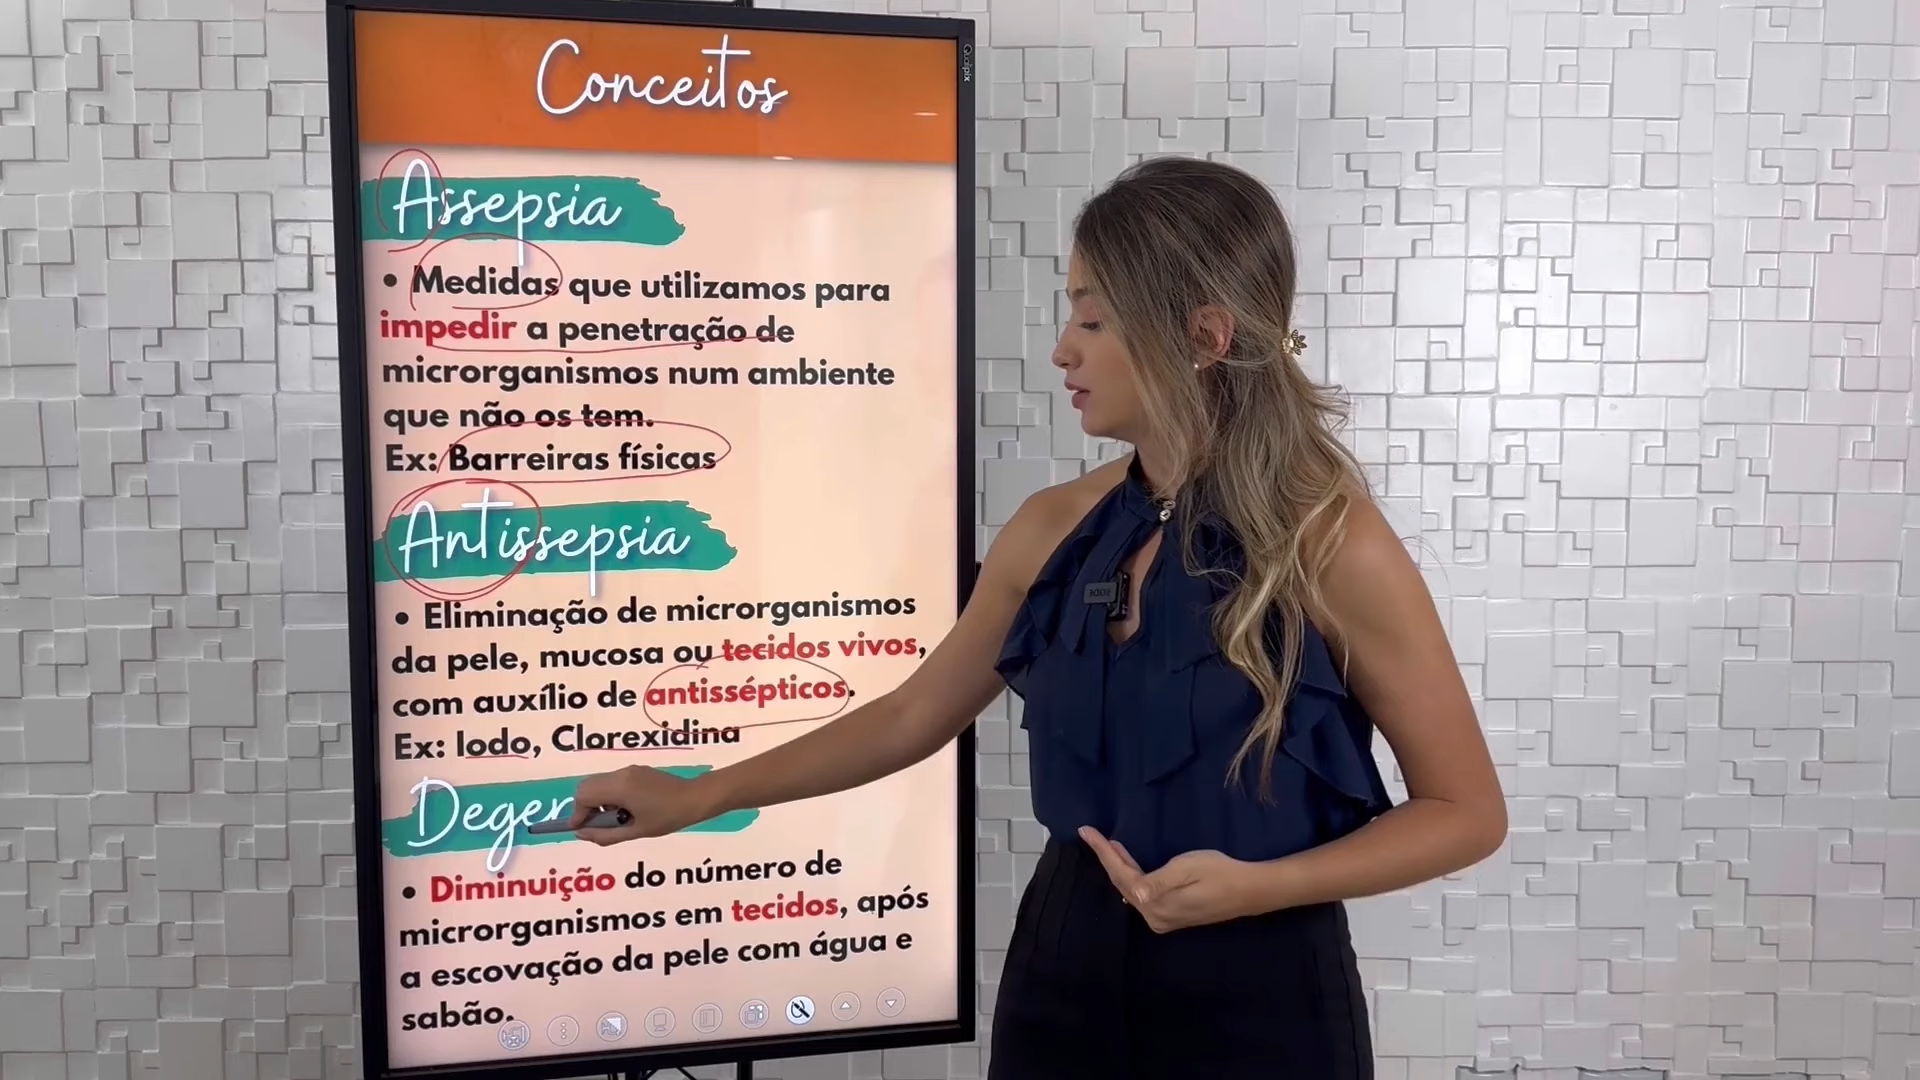 Conceitos
Assepsia
• Medidas que utilizamos para
impedir a penetração de
microrganismos num ambiente
que não os tem.
Ex: Barreiras físicas
Antissepsia
• Eliminação de microrganismos
da pele, mucosa ou tecidos vivos,
com auxílio de antissépticos.
Ex: Iodo, Clorexidina
• Diminuição do número de
microrganismos em tecidos, após
a escovação da pele com água e
sabão.